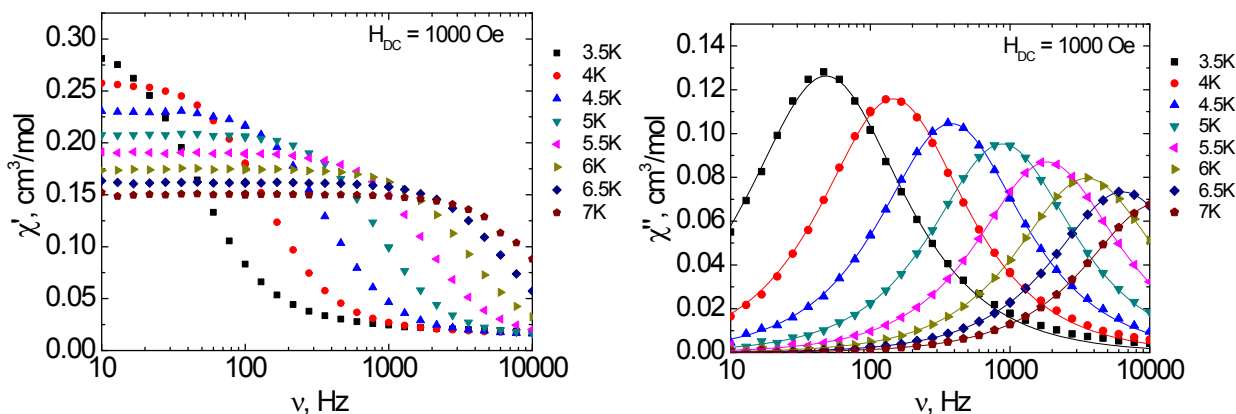 H_DC = 1000 Oe
0.30
0.25
0.20
0.15
0.10
0.05
0.00
χ', cm³/mol
10
100
1000
10000
ν, Hz
3.5K
4K
4.5K
5K
5.5K
6K
6.5K
7K
H_DC = 1000 Oe
0.14
0.12
0.10
0.08
0.06
0.04
0.02
0.00
χ'', cm³/mol
10
100
1000
10000
ν, Hz
3.5K
4K
4.5K
5K
5.5K
6K
6.5K
7K